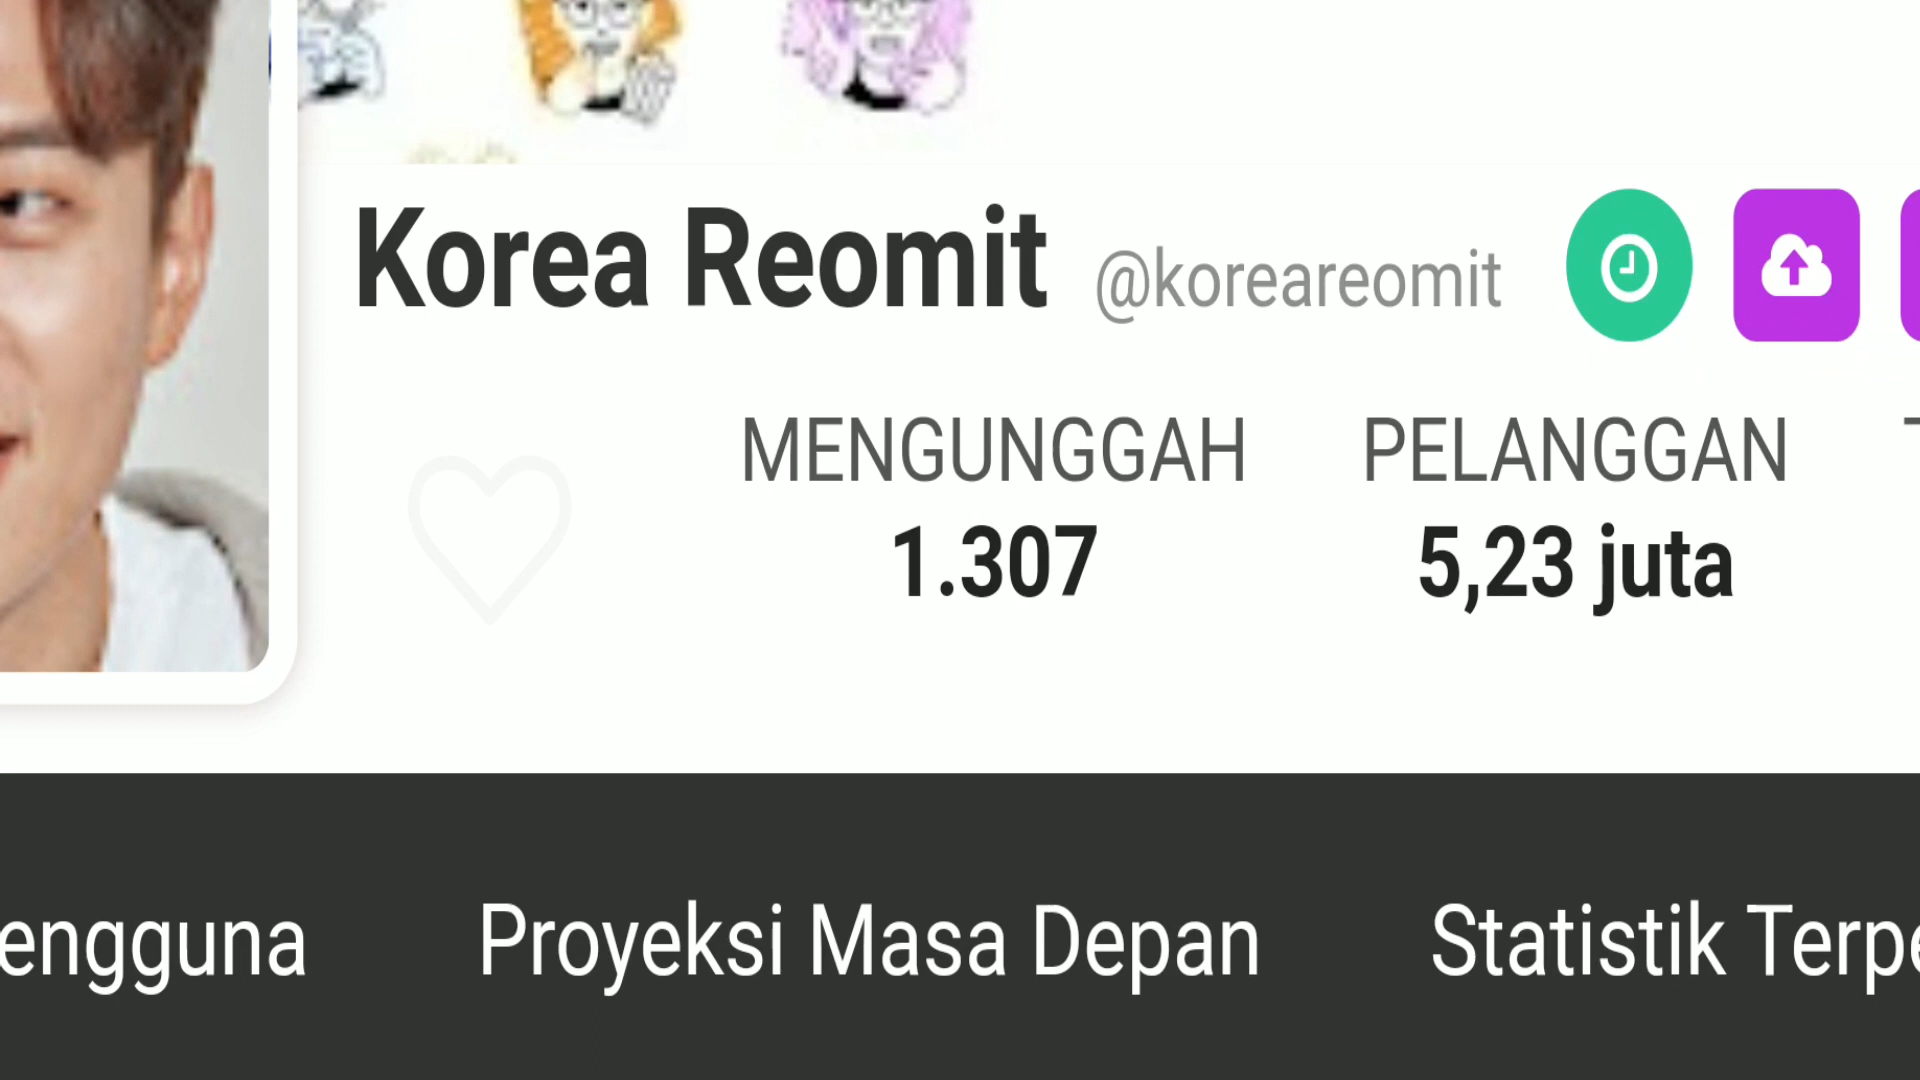 Korea Reomit @koreareomit
MENGUNGGAH PELANGGAN
1.307 5,23 juta
engguna Proyeksi Masa Depan Statistik Terpe